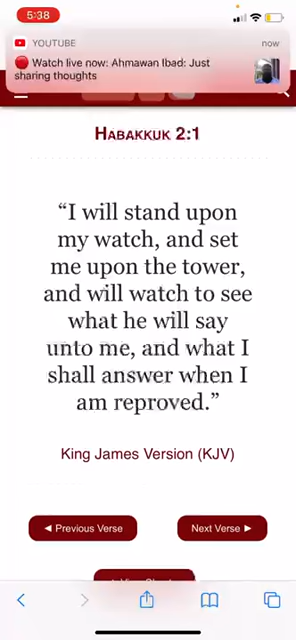 5:38
YOUTUBE
now
Watch live now: Ahmawan Ibad: Just
sharing thoughts
HABAKKUK 2:1
“I will stand upon
my watch, and set
me upon the tower,
and will watch to see
what he will say
unto me, and what I
shall answer when I
am reproved.”
King James Version (KJV)
◄ Previous Verse
Next Verse ►